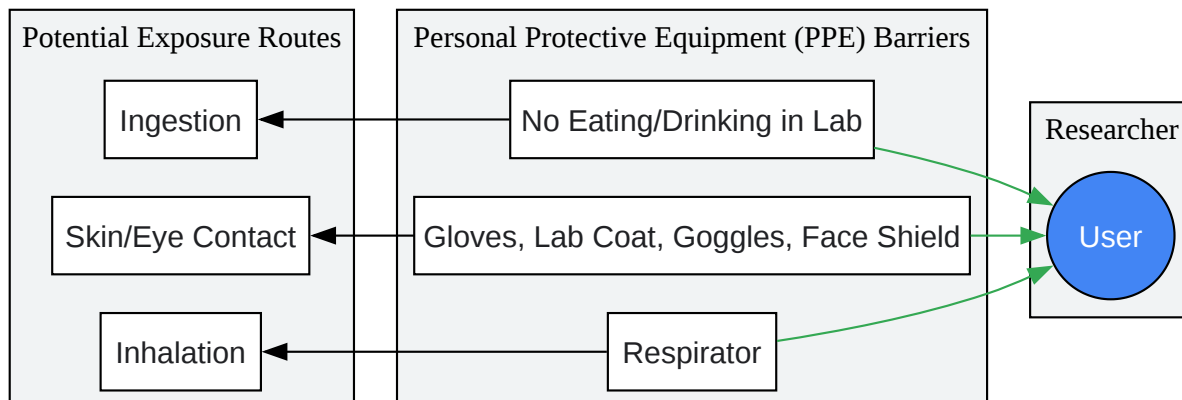 Potential Exposure Routes
Personal Protective Equipment (PPE) Barriers
Researcher
Ingestion
No Eating/Drinking in Lab
Skin/Eye Contact
Gloves, Lab Coat, Goggles, Face Shield
User
Inhalation
Respirator